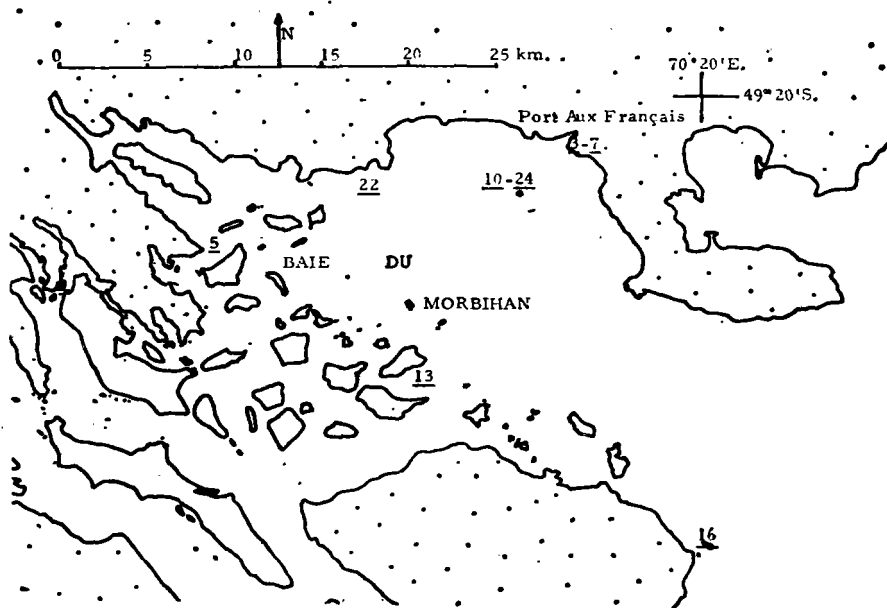 N
0 5 10 15 20 25 km.
70° 20' E.
49° 20' S.
Port Aux Français
3-7.
22
10-24
5
BAIE DU
MORBIHAN
13
16